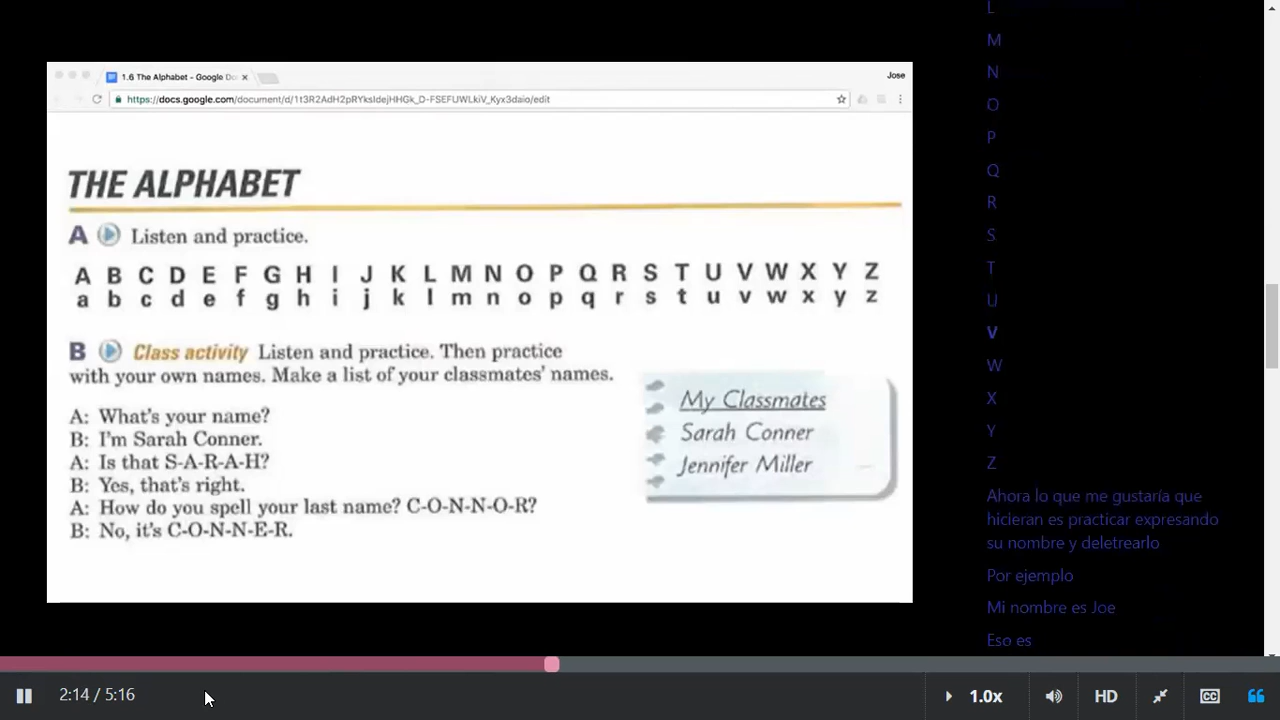 1.6 The Alphabet - Google Do
Jose
https://docs.google.com/document/d/1t3R2AdH2pRYksIdejHHGk_D-FSEFUWLkiV_Kyx3daio/edit
THE ALPHABET
A Listen and practice.
A B C D E F G H I J K L M N O P Q R S T U V W X Y Z
a b c d e f g h i j k l m n o p q r s t u v w x y z
B Class activity Listen and practice. Then practice
with your own names. Make a list of your classmates' names.
A: What's your name?
B: I'm Sarah Conner.
A: Is that S-A-R-A-H?
B: Yes, that's right.
A: How do you spell your last name? C-O-N-N-O-R?
B: No, it's C-O-N-N-E-R.
My Classmates
Sarah Conner
Jennifer Miller
L
M
N
O
P
Q
R
S
T
U
V
W
X
Y
Z
Ahora lo que me gustaría que
hicieran es practicar expresando
su nombre y deletrearlo
Por ejemplo
Mi nombre es Joe
Eso es
2:14 / 5:16
1.0x
HD
CC